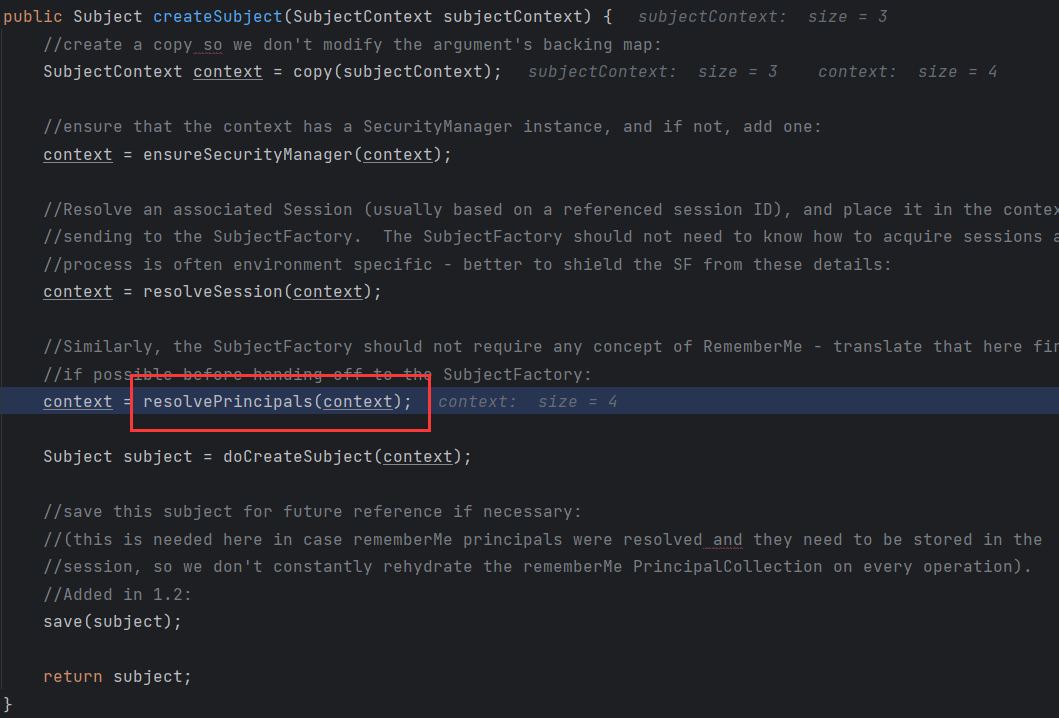 public Subject createSubject(SubjectContext subjectContext) {   subjectContext:  size = 3
//create a copy so we don't modify the argument's backing map:
SubjectContext context = copy(subjectContext);   subjectContext:  size = 3    context:  size = 4
//ensure that the context has a SecurityManager instance, and if not, add one:
context = ensureSecurityManager(context);
//Resolve an associated Session (usually based on a referenced session ID), and place it in the
//sending to the SubjectFactory.  The SubjectFactory should not need to know how to acquire sessions
//process is often environment specific - better to shield the SF from these details:
context = resolveSession(context);
//Similarly, the SubjectFactory should not require any concept of RememberMe - translate that here
//if possible before handing off to the SubjectFactory:
context = resolvePrincipals(context);   context:  size = 4
Subject subject = doCreateSubject(context);
//save this subject for future reference if necessary:
//(this is needed here in case rememberMe principals were resolved and they need to be stored in the
//session, so we don't constantly rehydrate the rememberMe PrincipalCollection on every operation).
//Added in 1.2:
save(subject);
return subject;
}